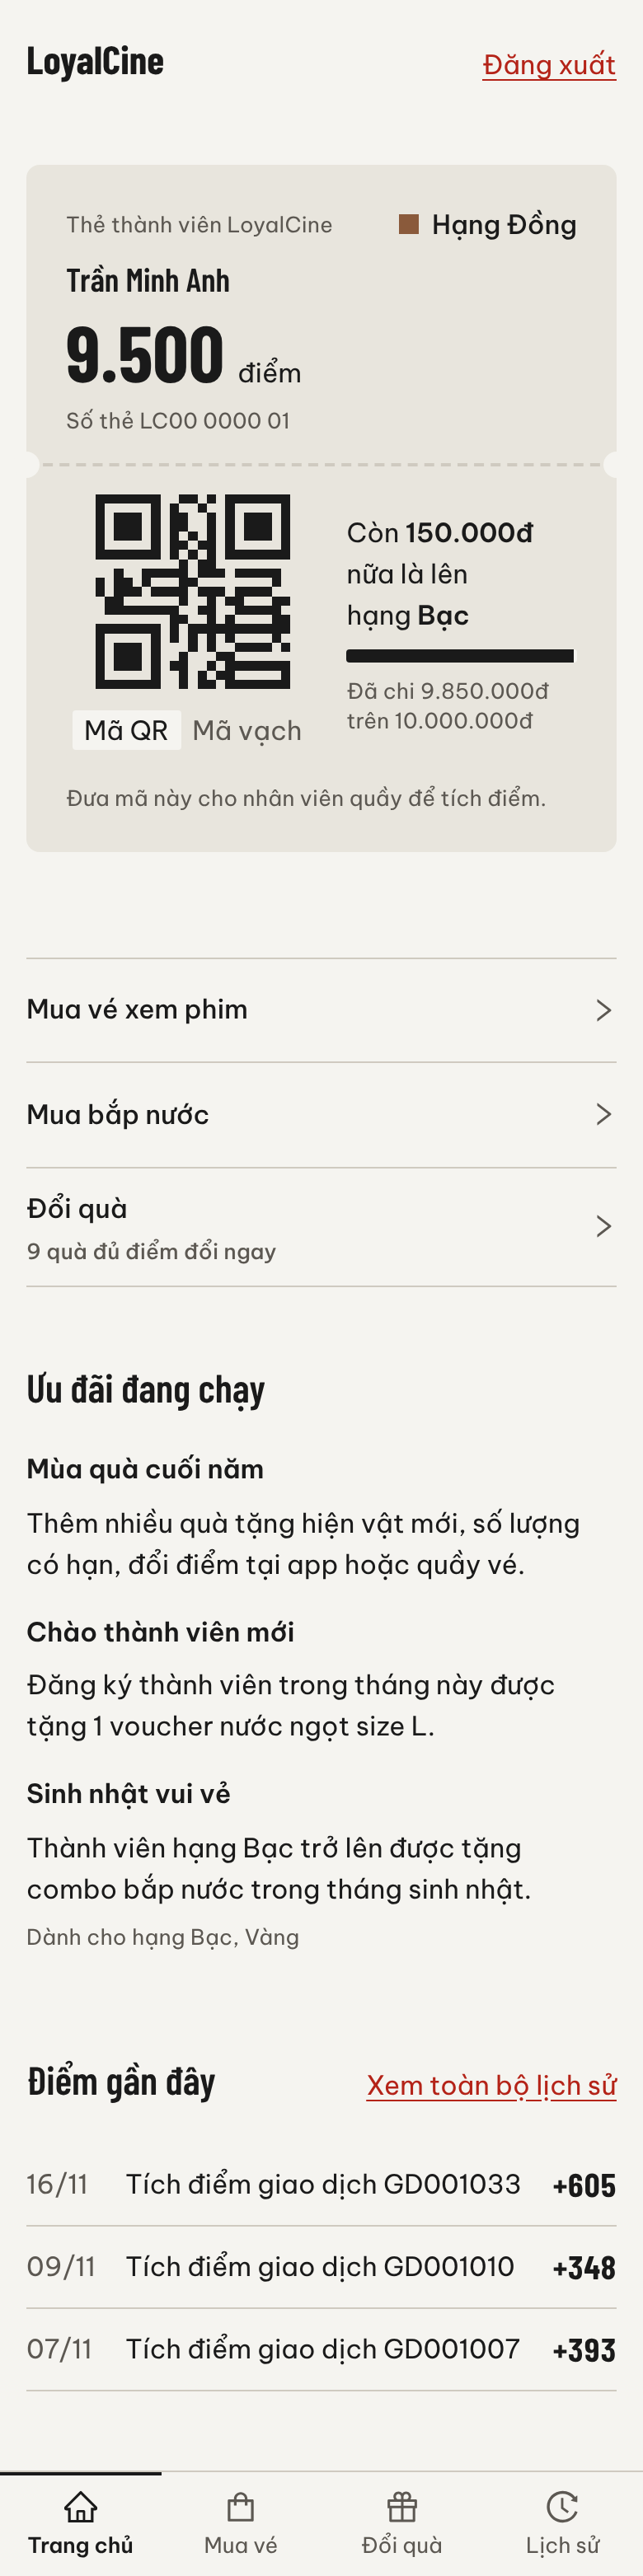 LoyalCine
Đăng xuất
Thẻ thành viên LoyalCine
Hạng Đồng
Trần Minh Anh
9.500 điểm
Số thẻ LC00 0000 01
Còn 150.000đ
nữa là lên
hạng Bạc
Đã chi 9.850.000đ
trên 10.000.000đ
Mã QR Mã vạch
Đưa mã này cho nhân viên quầy để tích điểm.
Mua vé xem phim
Mua bắp nước
Đổi quà
9 quà đủ điểm đổi ngay
Ưu đãi đang chạy
Mùa quà cuối năm
Thêm nhiều quà tặng hiện vật mới, số lượng
có hạn, đổi điểm tại app hoặc quầy vé.
Chào thành viên mới
Đăng ký thành viên trong tháng này được
tặng 1 voucher nước ngọt size L.
Sinh nhật vui vẻ
Thành viên hạng Bạc trở lên được tặng
combo bắp nước trong tháng sinh nhật.
Dành cho hạng Bạc, Vàng
Điểm gần đây
Xem toàn bộ lịch sử
16/11 Tích điểm giao dịch GD001033 +605
09/11 Tích điểm giao dịch GD001010 +348
07/11 Tích điểm giao dịch GD001007 +393
Trang chủ Mua vé Đổi quà Lịch sử